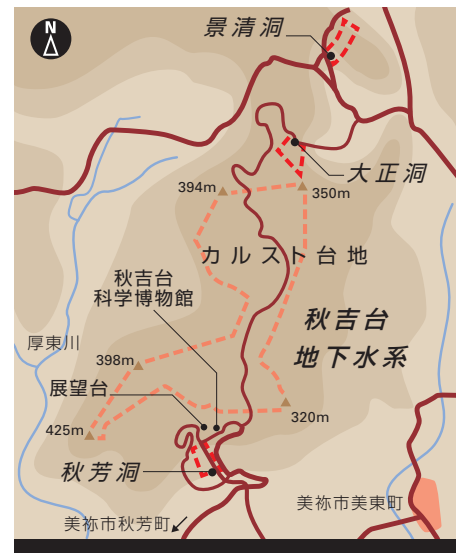 景清洞
N
大正洞
394m
350m
カルスト台地
秋吉台
科学博物館
秋吉台
地下水系
厚東川
398m
展望台
320m
425m
秋芳洞
美祢市美東町
美祢市秋芳町